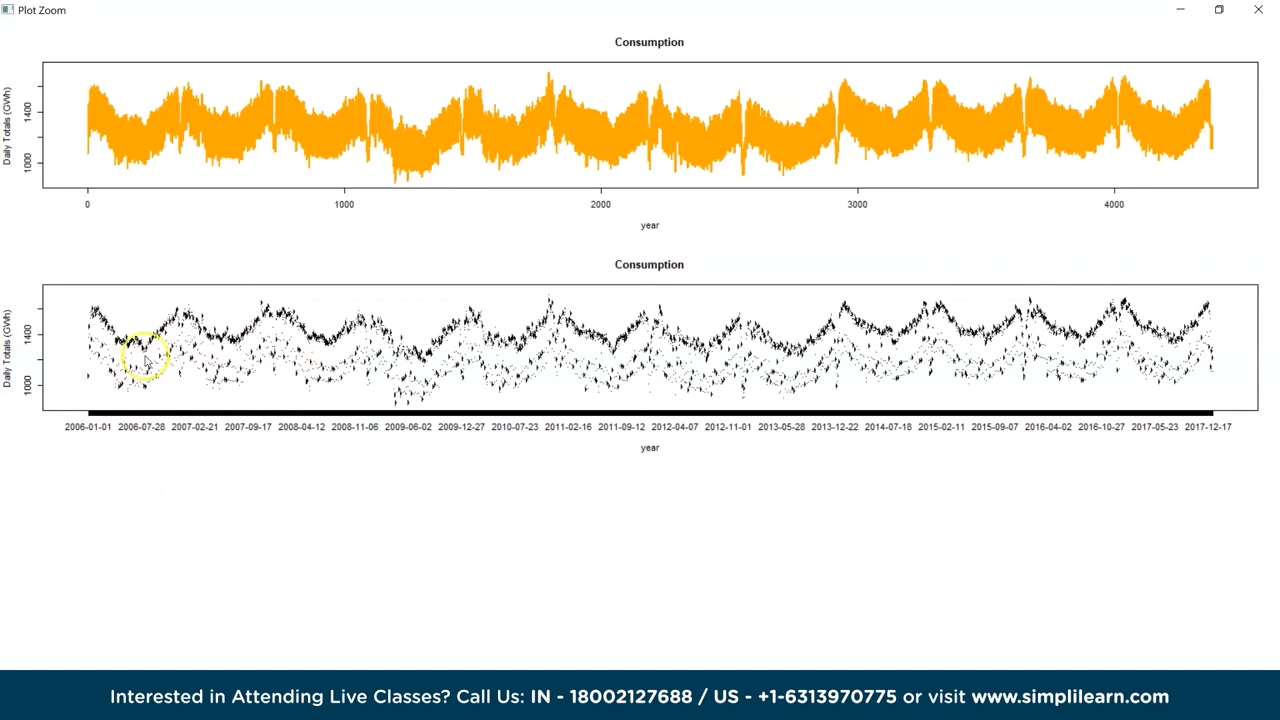 Plot Zoom
Consumption
Daily Totals (GWh)
1400
1000
0 1000 2000 3000 4000
year
Consumption
Daily Totals (GWh)
1400
1000
2006-01-01 2006-07-28 2007-02-21 2007-09-17 2008-04-12 2008-11-06 2009-06-02 2009-12-27 2010-07-23 2011-02-16 2011-09-12 2012-04-07 2012-11-01 2013-05-28 2013-12-22 2014-07-18 2015-02-11 2015-09-07 2016-04-02 2016-10-27 2017-05-23 2017-12-17
year
Interested in Attending Live Classes? Call Us: IN - 18002127688 / US - +1-6313970775 or visit www.simplilearn.com